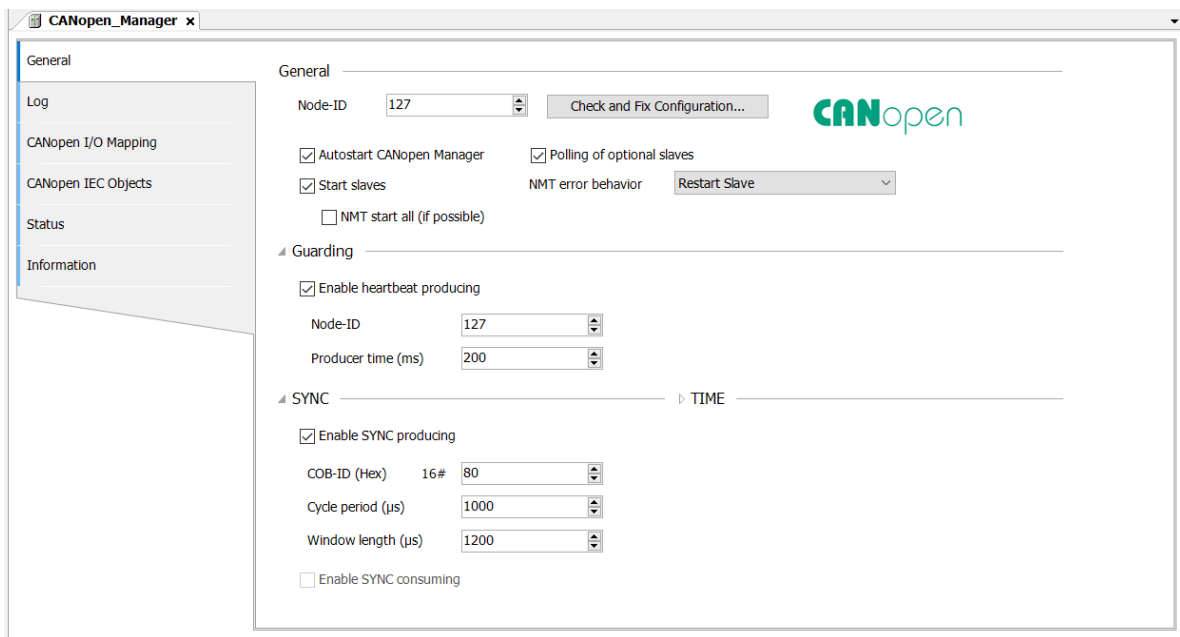 CANopen_Manager x
General
Log
CANopen I/O Mapping
CANopen IEC Objects
Status
Information
General
Node-ID 127 Check and Fix Configuration...
CANopen
Autostart CANopen Manager Polling of optional slaves
Start slaves NMT error behavior Restart Slave
NMT start all (if possible)
Guarding
Enable heartbeat producing
Node-ID 127
Producer time (ms) 200
SYNC TIME
Enable SYNC producing
COB-ID (Hex) 16# 80
Cycle period (µs) 1000
Window length (µs) 1200
Enable SYNC consuming